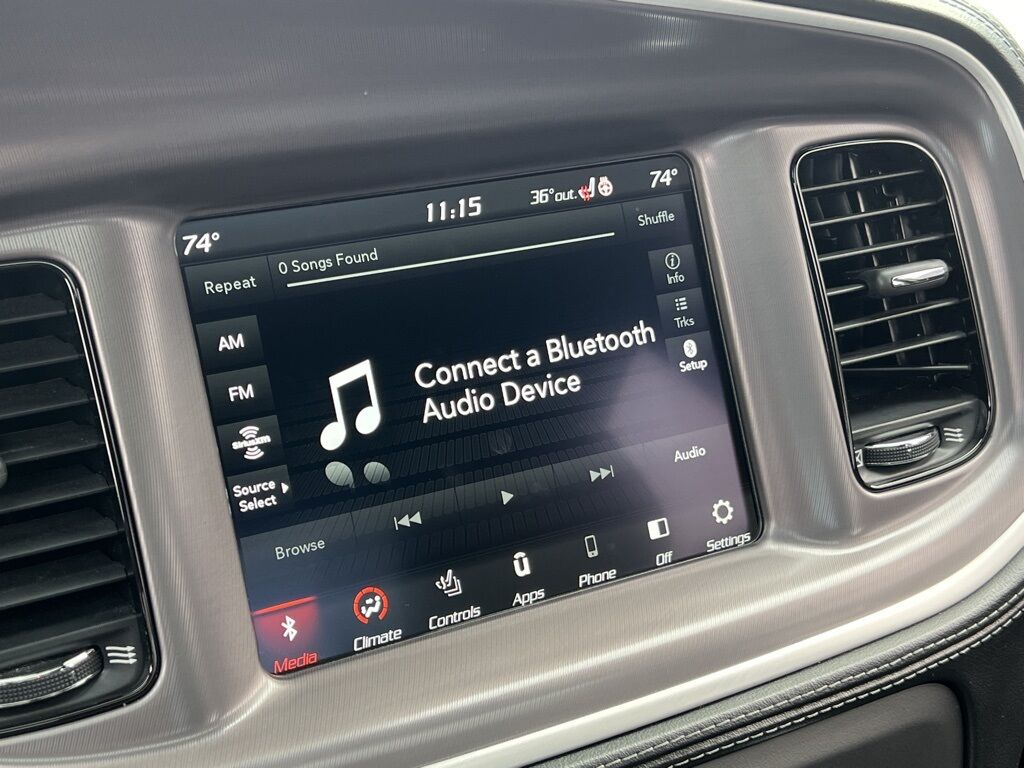 74° 11:15 36°out. 74°
Repeat 0 Songs Found Shuffle
Info
AM
Trks
FM
Connect a Bluetooth
Audio Device
Setup
SiriusXM
Source
Select
Audio
Browse
Media Climate Controls Apps Phone Off Settings